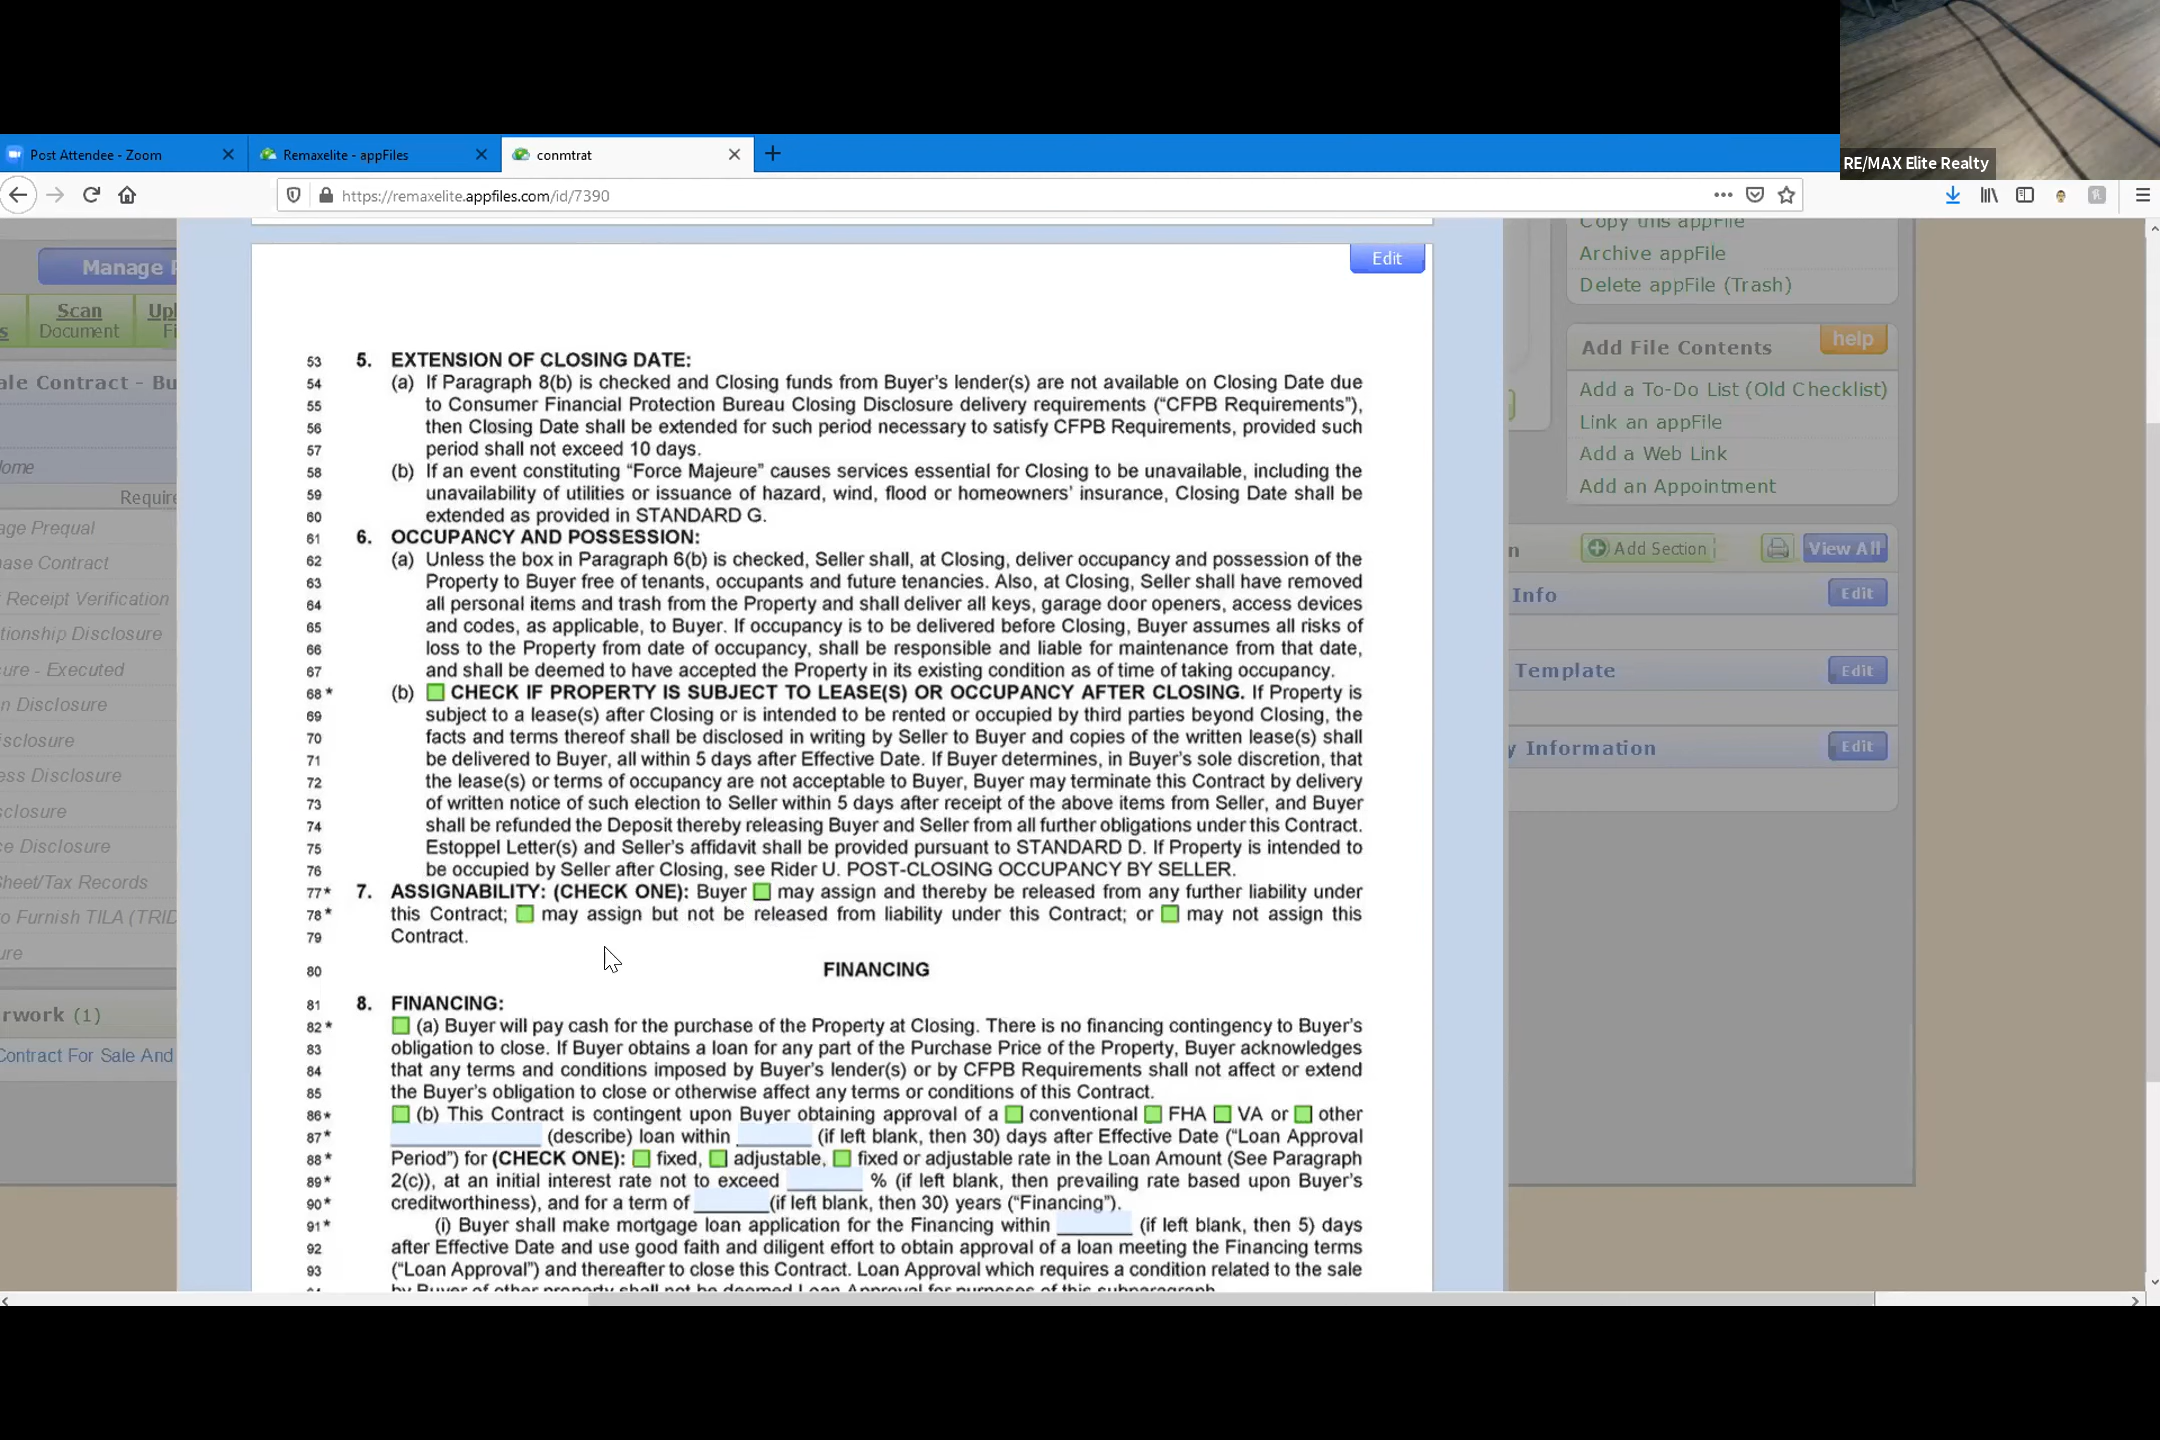 RE/MAX Elite Realty
Post Attendee - Zoom
Remaxelite - appFiles
conmtrat
https://remaxelite.appfiles.com/id/7390
Manage
Scan
Document
Edit
Copy this appFile
Archive appFile
Delete appFile (Trash)
Add File Contents
help
Add a To-Do List (Old Checklist)
Link an appFile
Add a Web Link
Add an Appointment
Add Section
View All
Info
Edit
Template
Edit
Information
Edit
ale Contract - Bu
Home
Require
age Prequal
ase Contract
Receipt Verification
tionship Disclosure
sure - Executed
n Disclosure
isclosure
ess Disclosure
closure
ce Disclosure
Sheet/Tax Records
o Furnish TILA (TRID
ure
rwork (1)
Contract For Sale And
53 5. EXTENSION OF CLOSING DATE:
54 (a) If Paragraph 8(b) is checked and Closing funds from Buyer’s lender(s) are not available on Closing Date due
55 to Consumer Financial Protection Bureau Closing Disclosure delivery requirements (“CFPB Requirements”),
56 then Closing Date shall be extended for such period necessary to satisfy CFPB Requirements, provided such
57 period shall not exceed 10 days.
58 (b) If an event constituting “Force Majeure” causes services essential for Closing to be unavailable, including the
59 unavailability of utilities or issuance of hazard, wind, flood or homeowners’ insurance, Closing Date shall be
60 extended as provided in STANDARD G.
61 6. OCCUPANCY AND POSSESSION:
62 (a) Unless the box in Paragraph 6(b) is checked, Seller shall, at Closing, deliver occupancy and possession of the
63 Property to Buyer free of tenants, occupants and future tenancies. Also, at Closing, Seller shall have removed
64 all personal items and trash from the Property and shall deliver all keys, garage door openers, access devices
65 and codes, as applicable, to Buyer. If occupancy is to be delivered before Closing, Buyer assumes all risks of
66 loss to the Property from date of occupancy, shall be responsible and liable for maintenance from that date,
67 and shall be deemed to have accepted the Property in its existing condition as of time of taking occupancy.
68 * (b) CHECK IF PROPERTY IS SUBJECT TO LEASE(S) OR OCCUPANCY AFTER CLOSING. If Property is
69 subject to a lease(s) after Closing or is intended to be rented or occupied by third parties beyond Closing, the
70 facts and terms thereof shall be disclosed in writing by Seller to Buyer and copies of the written lease(s) shall
71 be delivered to Buyer, all within 5 days after Effective Date. If Buyer determines, in Buyer’s sole discretion, that
72 the lease(s) or terms of occupancy are not acceptable to Buyer, Buyer may terminate this Contract by delivery
73 of written notice of such election to Seller within 5 days after receipt of the above items from Seller, and Buyer
74 shall be refunded the Deposit thereby releasing Buyer and Seller from all further obligations under this Contract.
75 Estoppel Letter(s) and Seller’s affidavit shall be provided pursuant to STANDARD D. If Property is intended to
76 be occupied by Seller after Closing, see Rider U. POST-CLOSING OCCUPANCY BY SELLER.
77* 7. ASSIGNABILITY: (CHECK ONE): Buyer may assign and thereby be released from any further liability under
78* this Contract; may assign but not be released from liability under this Contract; or may not assign this
79 Contract.
80 FINANCING
81 8. FINANCING:
82* (a) Buyer will pay cash for the purchase of the Property at Closing. There is no financing contingency to Buyer’s
83 obligation to close. If Buyer obtains a loan for any part of the Purchase Price of the Property, Buyer acknowledges
84 that any terms and conditions imposed by Buyer’s lender(s) or by CFPB Requirements shall not affect or extend
85 the Buyer’s obligation to close or otherwise affect any terms or conditions of this Contract.
86* (b) This Contract is contingent upon Buyer obtaining approval of a conventional FHA VA or other
87* (describe) loan within (if left blank, then 30) days after Effective Date (“Loan Approval
88* Period”) for (CHECK ONE): fixed, adjustable, fixed or adjustable rate in the Loan Amount (See Paragraph
89* 2(c)), at an initial interest rate not to exceed % (if left blank, then prevailing rate based upon Buyer’s
90* creditworthiness), and for a term of (if left blank, then 30) years (“Financing”).
91* (i) Buyer shall make mortgage loan application for the Financing within (if left blank, then 5) days
92 after Effective Date and use good faith and diligent effort to obtain approval of a loan meeting the Financing terms
93 (“Loan Approval”) and thereafter to close this Contract. Loan Approval which requires a condition related to the sale
by Buyer of other property shall not be deemed Loan Approval for purposes of this subparagraph.